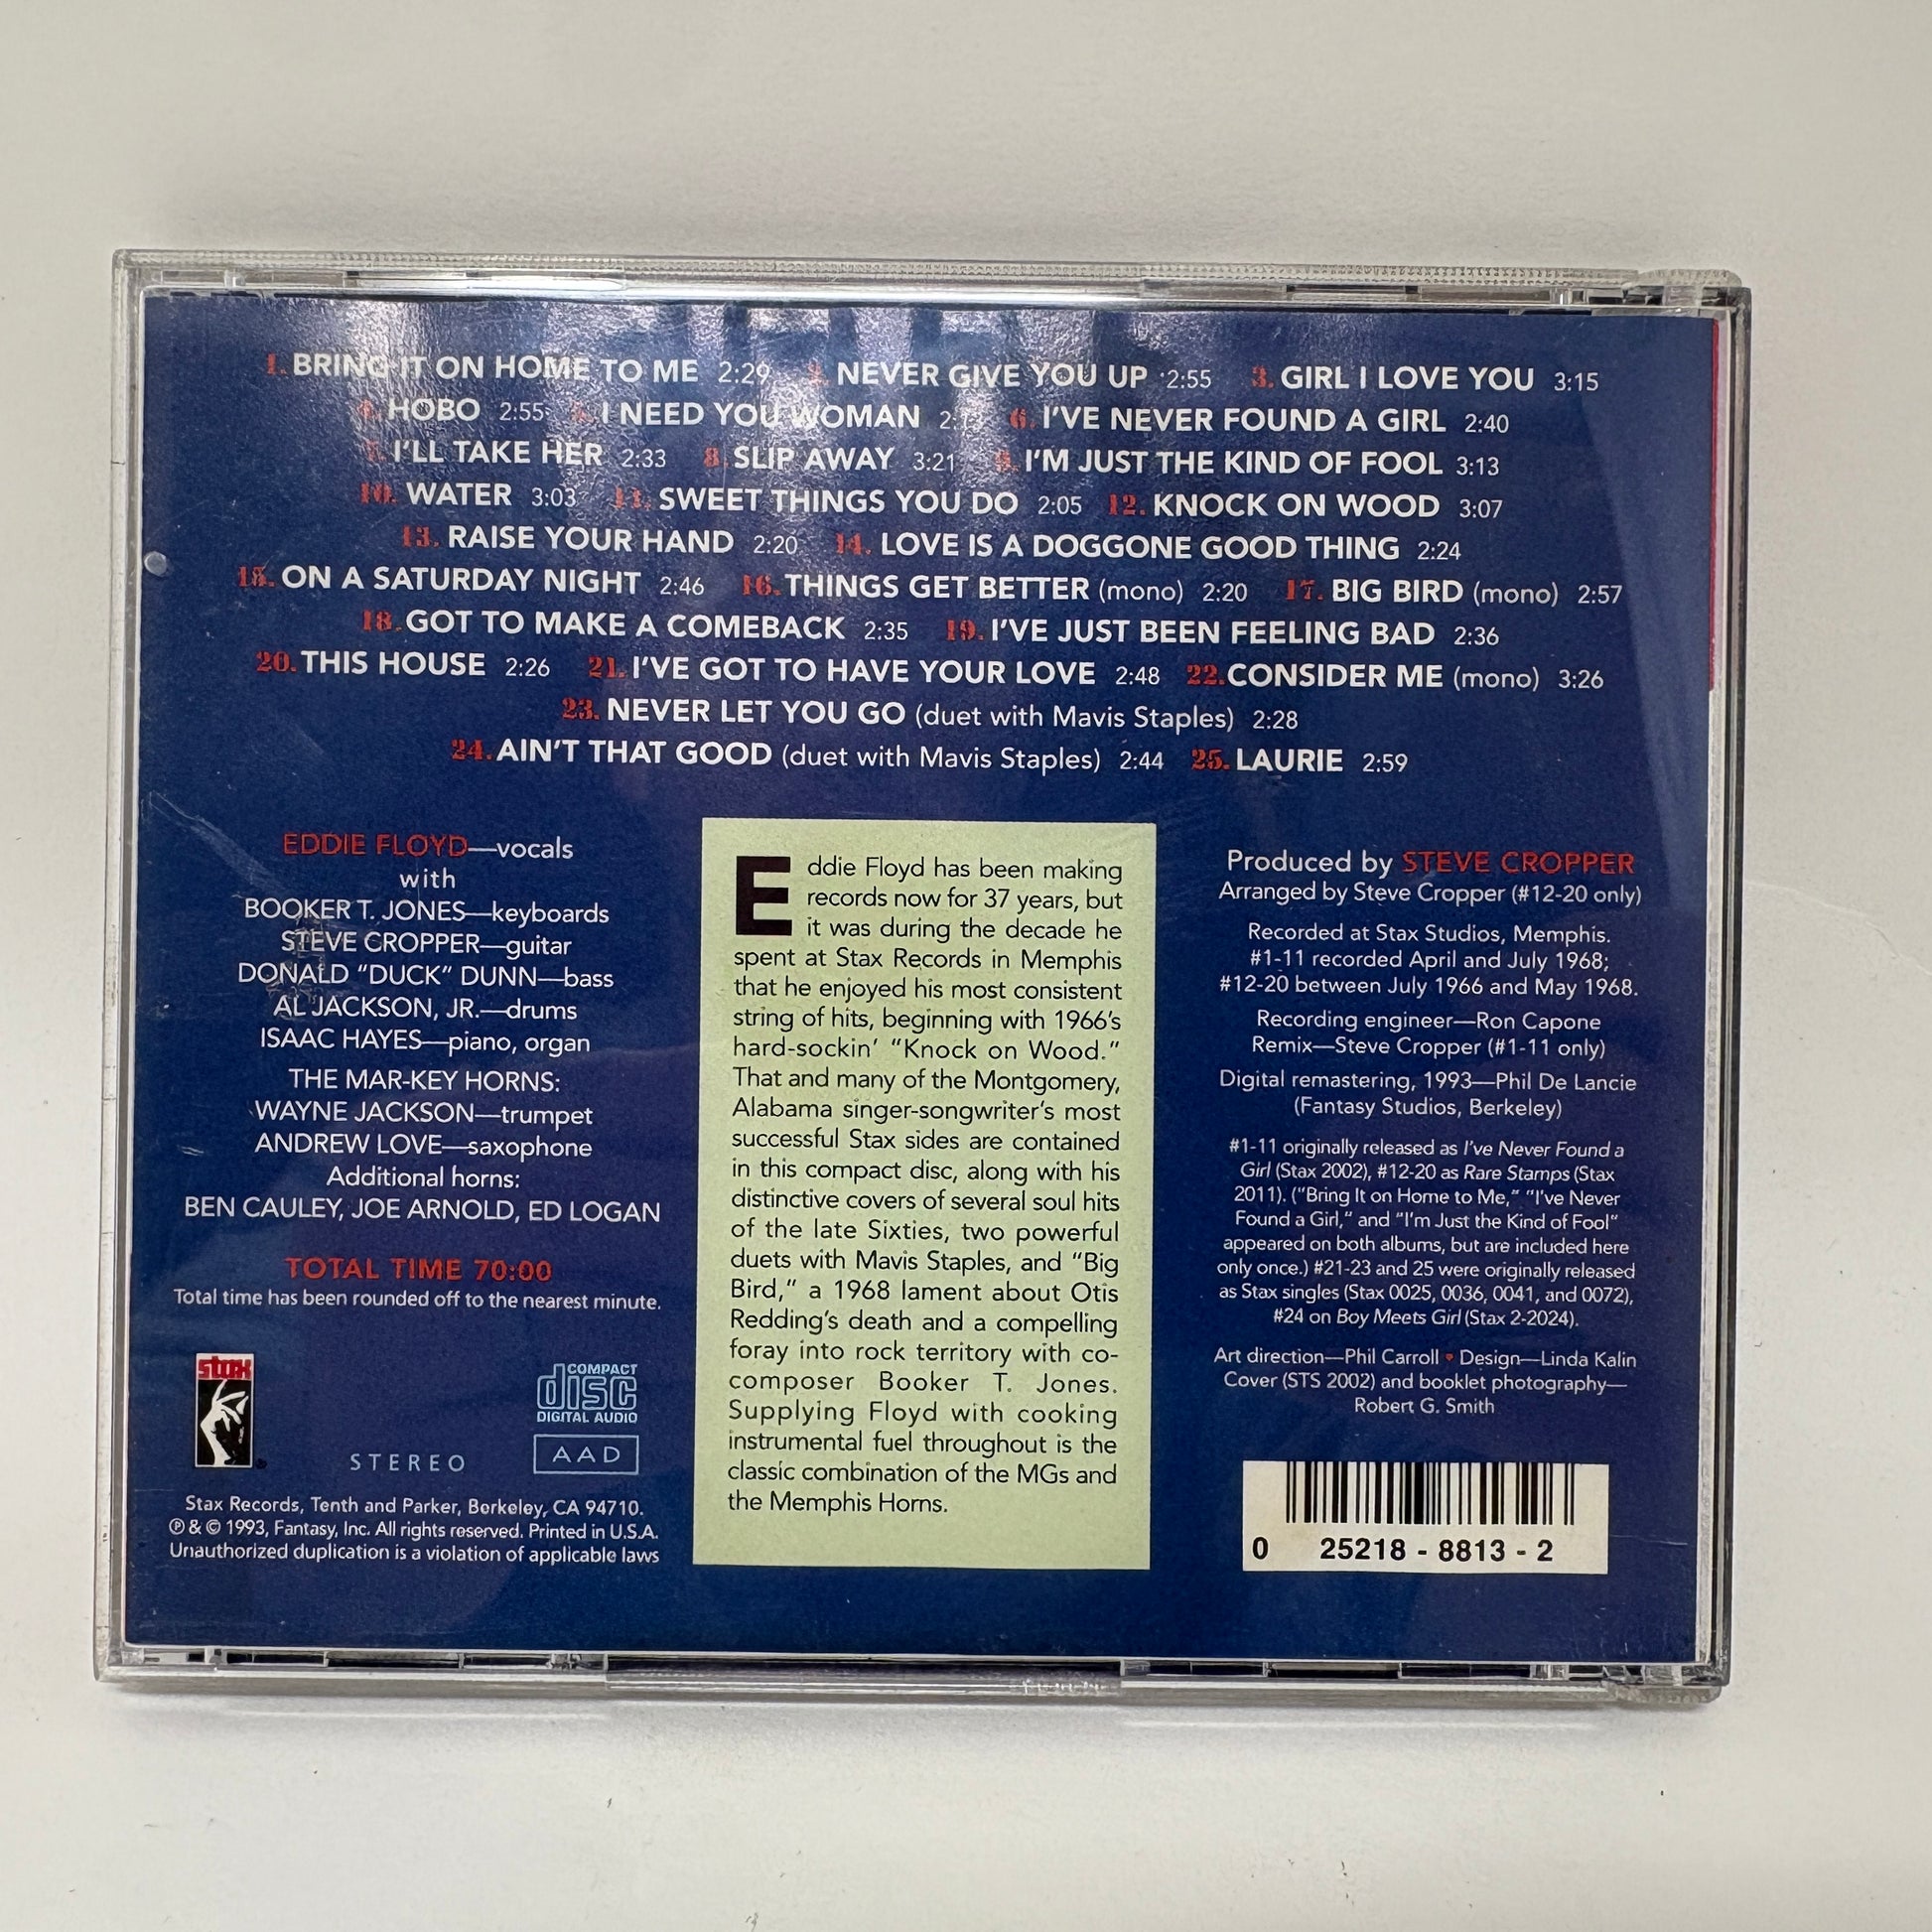 1. BRING IT ON HOME TO ME 2:29 2. NEVER GIVE YOU UP 2:55 3. GIRL I LOVE YOU 3:15
4. HOBO 2:55 5. I NEED YOU WOMAN 6. I'VE NEVER FOUND A GIRL 2:40
7. I'LL TAKE HER 2:33 8. SLIP AWAY 3:21 9. I'M JUST THE KIND OF FOOL 3:13
10. WATER 3:03 11. SWEET THINGS YOU DO 2:05 12. KNOCK ON WOOD 3:07
13. RAISE YOUR HAND 2:20 14. LOVE IS A DOGGONE GOOD THING 2:24
15. ON A SATURDAY NIGHT 2:46 16. THINGS GET BETTER (mono) 2:20 17. BIG BIRD (mono) 2:57
18. GOT TO MAKE A COMEBACK 2:35 19. I'VE JUST BEEN FEELING BAD 2:36
20. THIS HOUSE 2:26 21. I'VE GOT TO HAVE YOUR LOVE 2:48 22. CONSIDER ME (mono) 3:26
23. NEVER LET YOU GO (duet with Mavis Staples) 2:28
24. AIN'T THAT GOOD (duet with Mavis Staples) 2:44 25. LAURIE 2:59
EDDIE FLOYD—vocals
with
BOOKER T. JONES—keyboards
STEVE CROPPER—guitar
DONALD "DUCK" DUNN—bass
AL JACKSON, JR.—drums
ISAAC HAYES—piano, organ
THE MAR-KEY HORNS:
WAYNE JACKSON—trumpet
ANDREW LOVE—saxophone
Additional horns:
BEN CAULEY, JOE ARNOLD, ED LOGAN
TOTAL TIME 70:00
Total time has been rounded off to the nearest minute.
stax
STEREO
COMPACT
disc
DIGITAL AUDIO
AAD
Stax Records, Tenth and Parker, Berkeley, CA 94710.
℗ & © 1993, Fantasy, Inc. All rights reserved. Printed in U.S.A.
Unauthorized duplication is a violation of applicable laws
Eddie Floyd has been making
records now for 37 years, but
it was during the decade he
spent at Stax Records in Memphis
that he enjoyed his most consistent
string of hits, beginning with 1966's
hard-sockin' "Knock on Wood."
That and many of the Montgomery,
Alabama singer-songwriter's most
successful Stax sides are contained
in this compact disc, along with his
distinctive covers of several soul hits
of the late Sixties, two powerful
duets with Mavis Staples, and "Big
Bird," a 1968 lament about Otis
Redding's death and a compelling
foray into rock territory with co-
composer Booker T. Jones.
Supplying Floyd with cooking
instrumental fuel throughout is the
classic combination of the MGs and
the Memphis Horns.
Produced by STEVE CROPPER
Arranged by Steve Cropper (#12-20 only)
Recorded at Stax Studios, Memphis.
#1-11 recorded April and July 1968;
#12-20 between July 1966 and May 1968.
Recording engineer—Ron Capone
Remix—Steve Cropper (#1-11 only)
Digital remastering, 1993—Phil De Lancie
(Fantasy Studios, Berkeley)
#1-11 originally released as I've Never Found a
Girl (Stax 2002), #12-20 as Rare Stamps (Stax
2011). ("Bring It on Home to Me," "I've Never
Found a Girl," and "I'm Just the Kind of Fool"
appeared on both albums, but are included here
only once.) #21-23 and 25 were originally released
as Stax singles (Stax 0025, 0036, 0041, and 0072),
#24 on Boy Meets Girl (Stax 2-2024).
Art direction—Phil Carroll • Design—Linda Kalin
Cover (STS 2002) and booklet photography—
Robert G. Smith
0 25218 - 8813 - 2